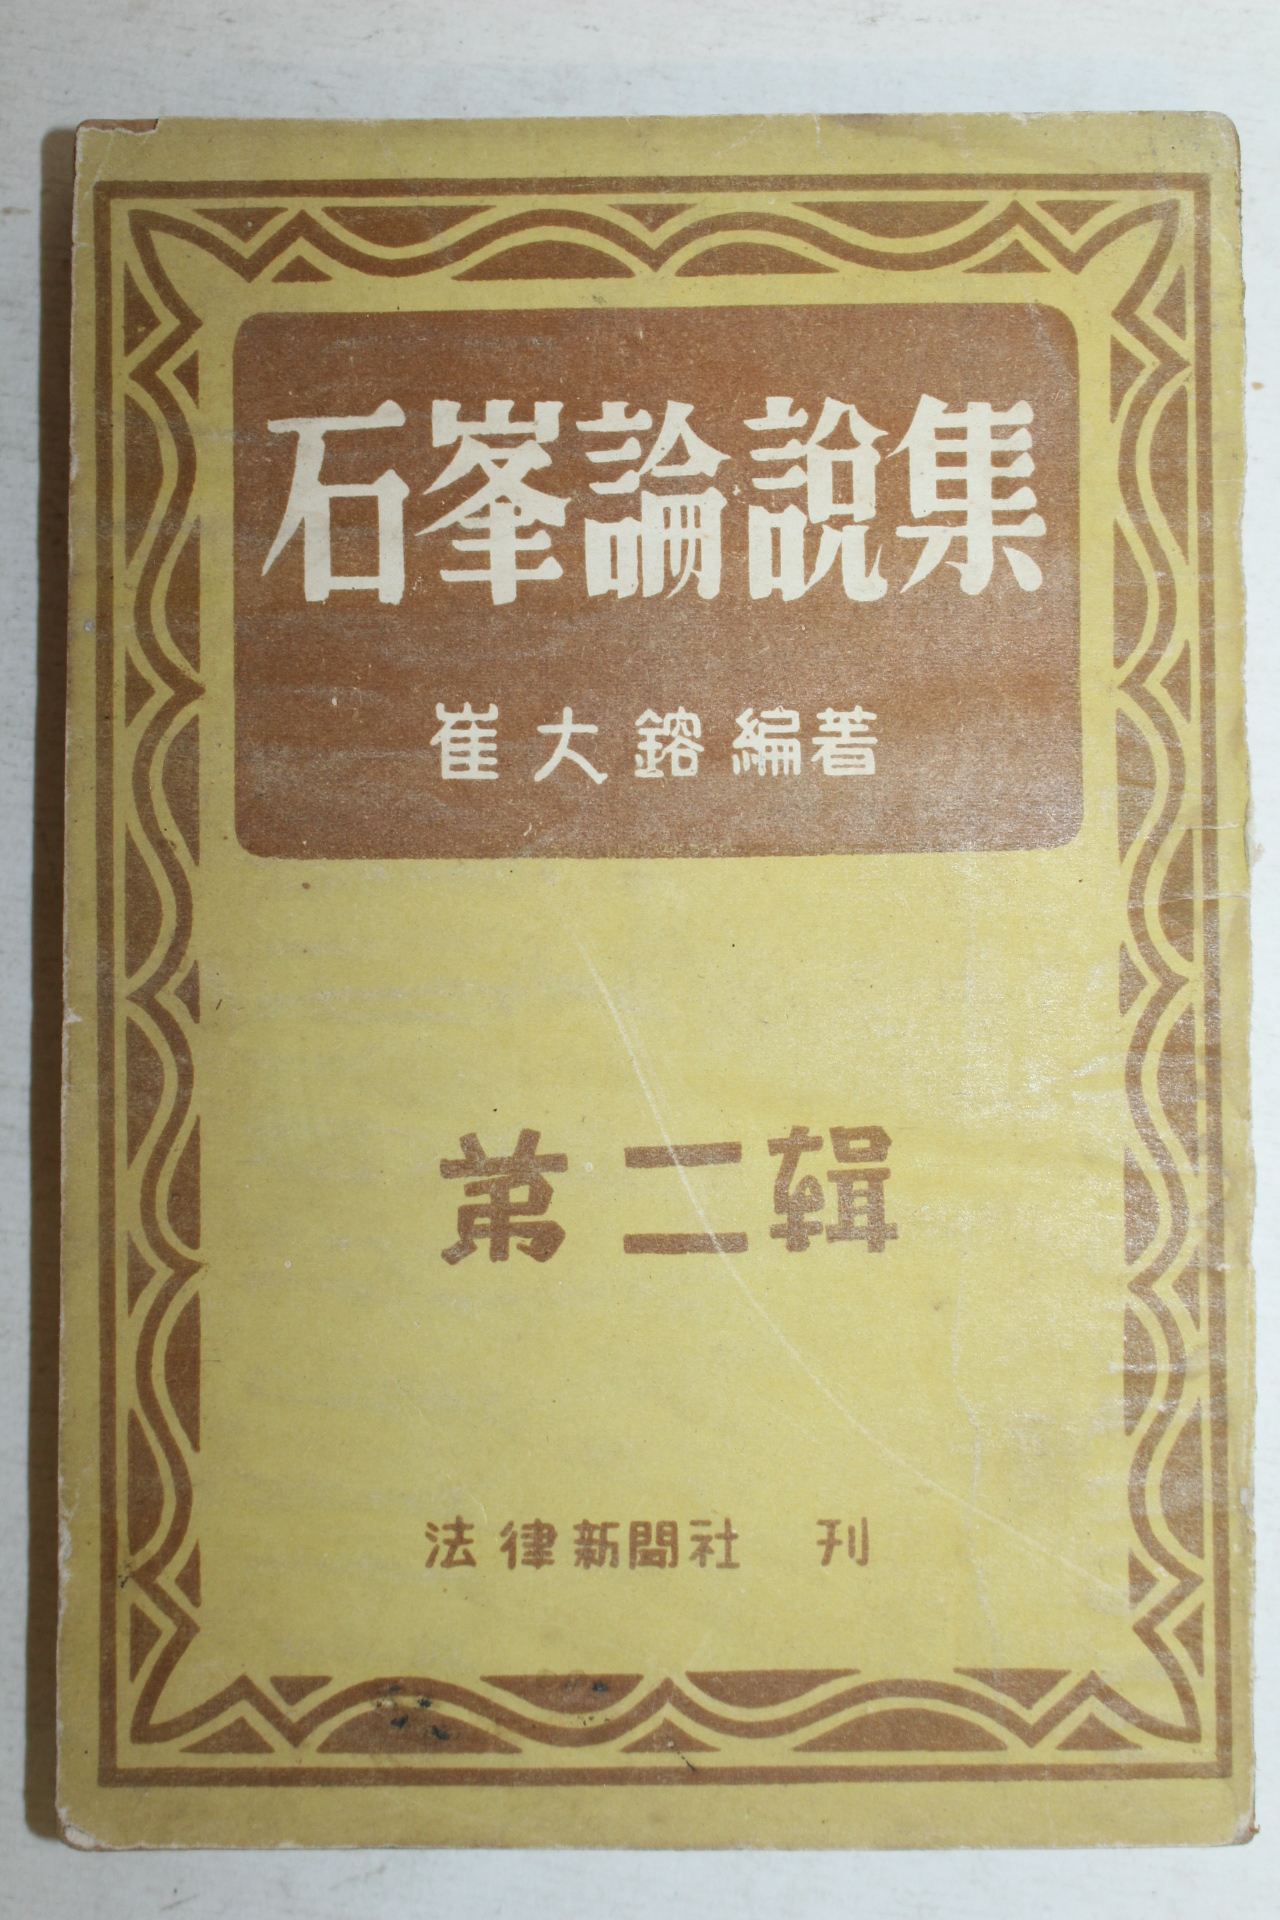 石峯論說集
崔大鎔編著
第二輯
法律新聞社 刊